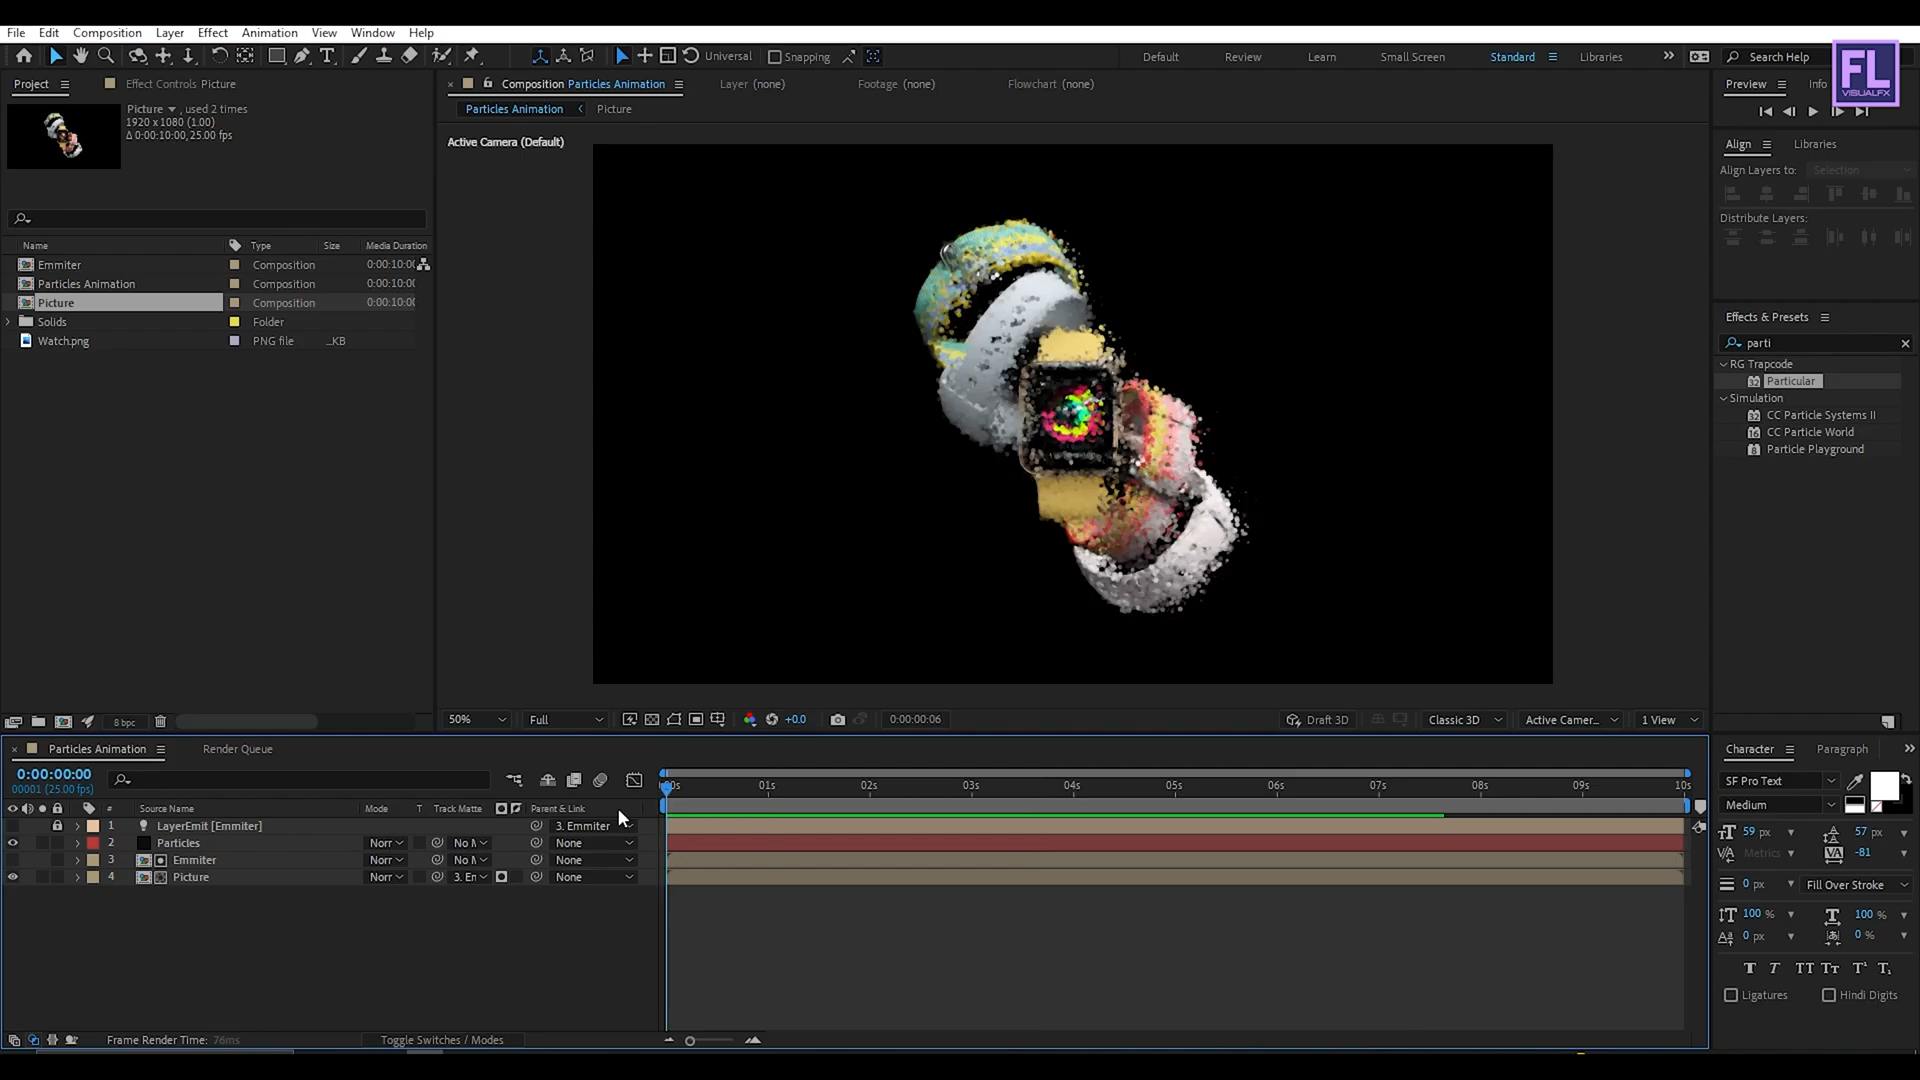 File Edit Composition Layer Effect Animation View Window Help
Universal Snapping Default Review Learn Small Screen Standard Libraries Search Help
FL
VISUALFX
Project Effect Controls Picture
Picture , used 2 times
1920 x 1080 (1.00)
Δ 0:00:10:00, 25.00 fps
Name Type Size Media Duration
Emmiter Composition 0:00:10:00
Particles Animation Composition 0:00:10:00
Picture Composition 0:00:10:00
Solids Folder
Watch.png PNG file ..KB
8 bpc
Composition Particles Animation Layer (none) Footage (none) Flowchart (none)
Particles Animation Picture
Active Camera (Default)
50% Full +0.0 0:00:00:06 Draft 3D Classic 3D Active Camer... 1 View
Preview Info
Align Libraries
Align Layers to: Selection
Distribute Layers:
Effects & Presets
parti
RG Trapcode
32 Particular
Simulation
32 CC Particle Systems II
16 CC Particle World
8 Particle Playground
Particles Animation Render Queue
0:00:00:00
00001 (25.00 fps)
01s 02s 03s 04s 05s 06s 07s 08s 09s 10s
# Source Name Mode T Track Matte Parent & Link
1 LayerEmit [Emmiter] 3. Emmiter
2 Particles Norr No M None
3 Emmiter Norr No M None
4 Picture Norr 3. En None
Frame Render Time: 76ms Toggle Switches / Modes
Character Paragraph
SF Pro Text
Medium
59 px 57 px
Metrics -81
0 px Fill Over Stroke
100 % 100 %
0 px 0 %
Ligatures Hindi Digits